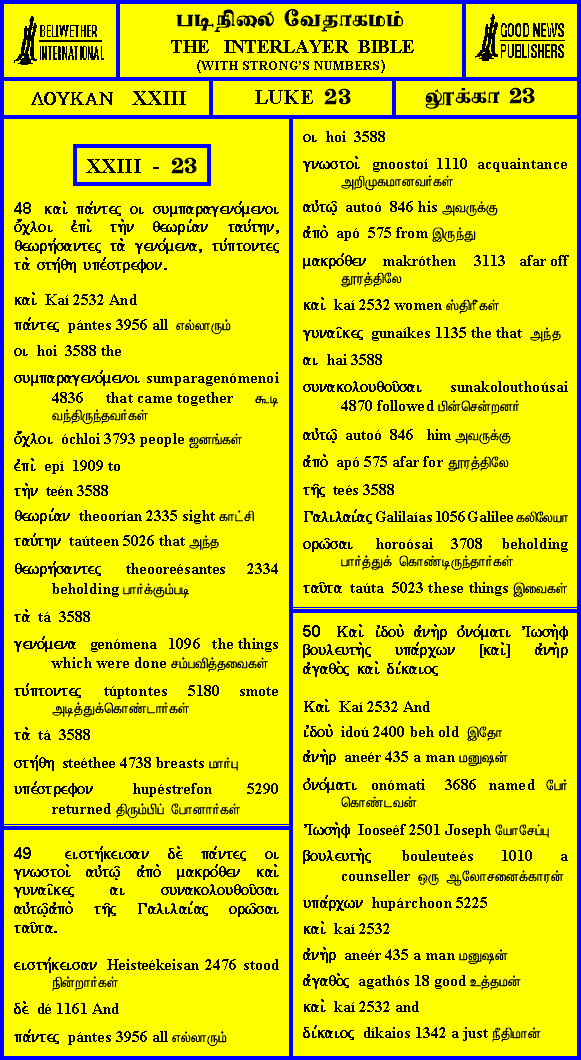 BELLWETHER
INTERNATIONAL
படிநிலை வேதாகமம்
THE INTERLAYER BIBLE
(WITH STRONG'S NUMBERS)
GOOD NEWS
PUBLISHERS
ΛΟΥΚΑΝ XXIII
LUKE 23
லூக்கா 23
XXIII - 23
48 καὶ πάντες οι συμπαραγενόμενοι
ὄχλοι ἐπὶ τὴν θεωρίαν ταύτην,
θεωρήσαντες τὰ γενόμενα, τύπτοντες
τὰ στήθη υπέστρεφον.
καὶ Kaí 2532 And
πάντες pántes 3956 all எல்லாரும்
οι hoi 3588 the
συμπαραγενόμενοι sumparagenómenoi
4836 that came together கூடி
வந்திருந்தவர்கள்
ὄχλοι óchloi 3793 people ஜனங்கள்
ἐπὶ epí 1909 to
τὴν teén 3588
θεωρίαν theoorían 2335 sight காட்சி
ταύτην taúteen 5026 that அந்த
θεωρήσαντες theooreésantes 2334
beholding பார்க்கும்படி
τὰ tá 3588
γενόμενα genómena 1096 the things
which were done சம்பவித்தவைகள்
τύπτοντες túptontes 5180 smote
அடித்துக்கொண்டார்கள்
τὰ tá 3588
στήθη steéthee 4738 breasts மார்பு
υπέστρεφον hupéstrefon 5290
returned திரும்பிப் போனார்கள்
49 ειστήκεισαν δὲ πάντες οι
γνωστοὶ αὐτῷ ἀπὸ μακρόθεν καὶ
γυναῖκες αι συνακολουθοῦσαι
αὐτῷἀπὸ τῆς Γαλιλαίας ορῶσαι
ταῦτα.
ειστήκεισαν Heisteékeisan 2476 stood
நின்றார்கள்
δὲ dé 1161 And
πάντες pántes 3956 all எல்லாரும்
οι hoi 3588
γνωστοὶ gnoostoí 1110 acquaintance
அறிமுகமானவர்கள்
αὐτῷ autoó 846 his அவருக்கு
ἀπὸ apó 575 from இருந்து
μακρόθεν makróthen 3113 afar off
தூரத்திலே
καὶ kaí 2532 women ஸ்திரீகள்
γυναῖκες gunaíkes 1135 the that அந்த
αι hai 3588
συνακολουθοῦσαι sunakolouthoúsai
4870 followed பின்சென்றனர்
αὐτῷ autoó 846 him அவருக்கு
ἀπὸ apó 575 afar for தூரத்திலே
τῆς teés 3588
Γαλιλαίας Galilaías 1056 Galilee கலிலேயா
ορῶσαι horoósai 3708 beholding
பார்த்துக் கொண்டிருந்தார்கள்
ταῦτα taúta 5023 these things இவைகள்
50 Καὶ ἰδοὺ ἀνὴρ ὀνόματι Ἰωσὴφ
βουλευτὴς υπάρχων [καὶ] ἀνὴρ
ἀγαθὸς καὶ δίκαιος
Καὶ Kaí 2532 And
ἰδοὺ idoú 2400 beh old இதோ
ἀνὴρ aneér 435 a man மனுஷன்
ὀνόματι onómati 3686 named பேர்
கொண்டவன்
Ἰωσὴφ Iooseéf 2501 Joseph யோசேப்பு
βουλευτὴς bouleuteés 1010 a
counseller ஒரு ஆலோசனைக்காரன்
υπάρχων hupárchoon 5225
καὶ kaí 2532
ἀνὴρ aneér 435 a man மனுஷன்
ἀγαθὸς agathós 18 good உத்தமன்
καὶ kaí 2532 and
δίκαιος díkaios 1342 a just நீதிமான்